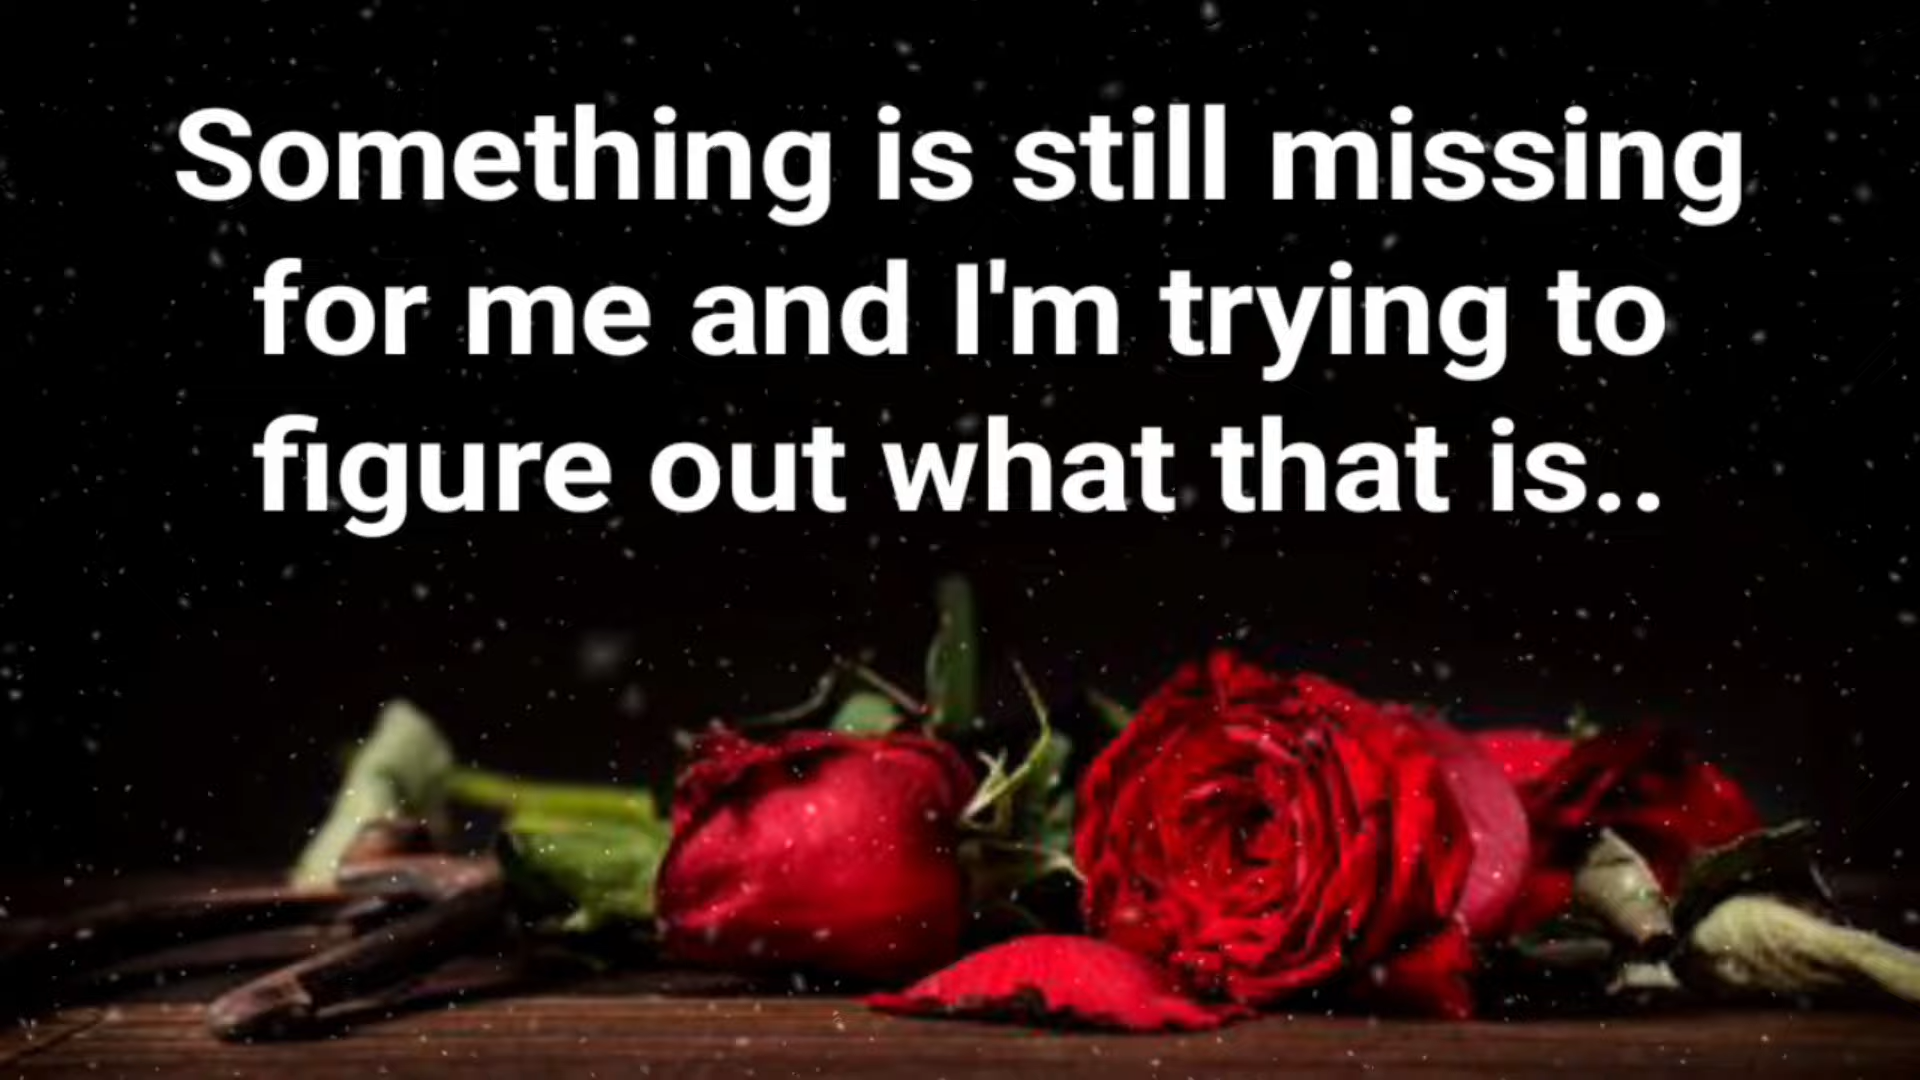 Something is still missing
for me and I'm trying to
figure out what that is..